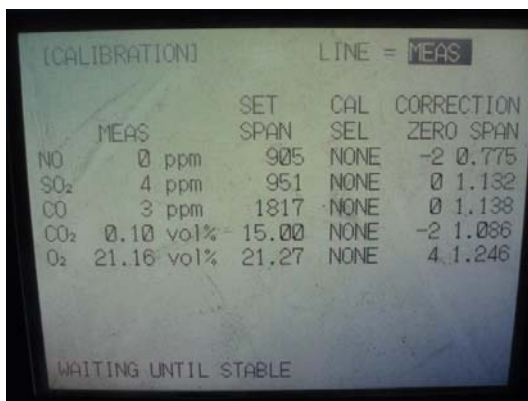 [CALIBRATION] LINE = MEAS
SET CAL CORRECTION
MEAS SPAN SEL ZERO SPAN
NO 0 ppm 905 NONE -2 0.775
SO₂ 4 ppm 951 NONE 0 1.132
CO 3 ppm 1817 NONE 0 1.138
CO₂ 0.10 vol% 15.00 NONE -2 1.086
O₂ 21.16 vol% 21.27 NONE 4 1.246
WAITING UNTIL STABLE